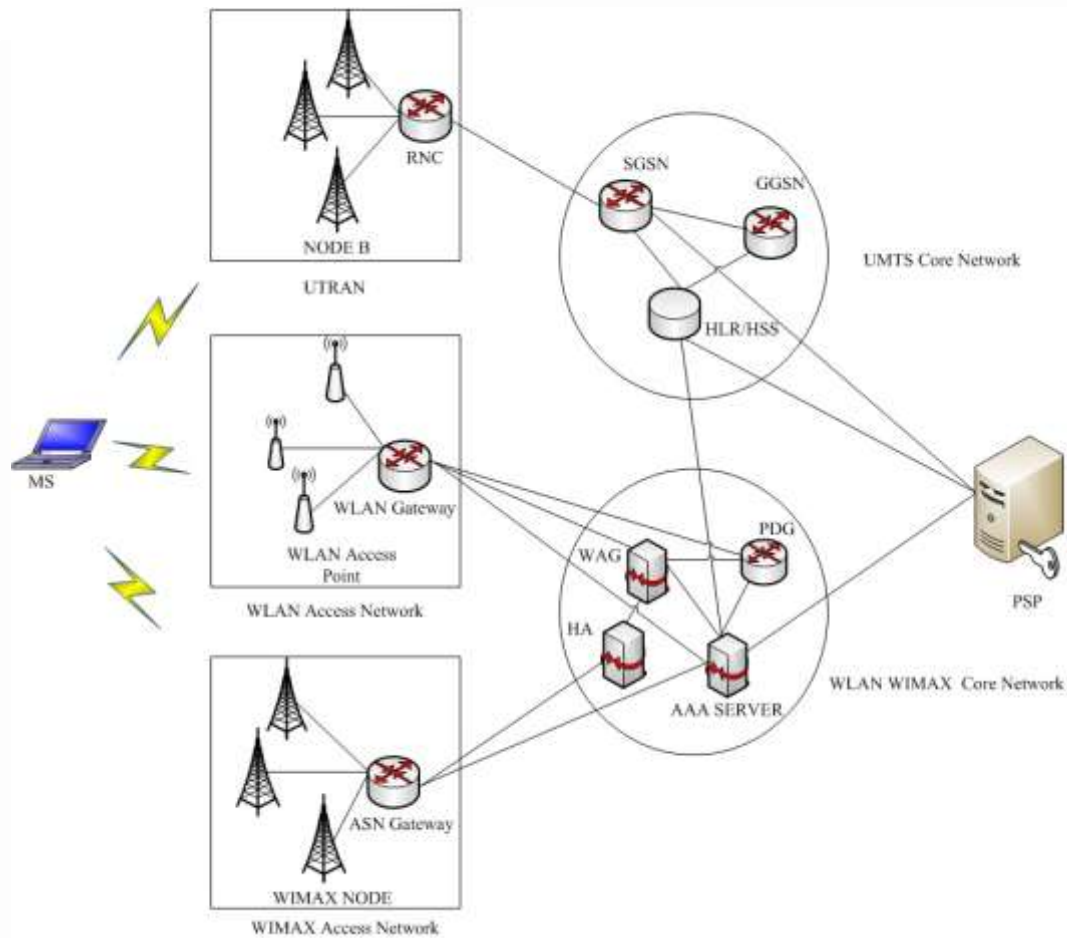 RNC
NODE B
UTRAN
SGSN
GGSN
HLR/HSS
UMTS Core Network
MS
WLAN Gateway
WLAN Access
Point
WLAN Access Network
WAG
PDG
HA
AAA SERVER
WLAN WIMAX Core Network
PSP
ASN Gateway
WIMAX NODE
WIMAX Access Network